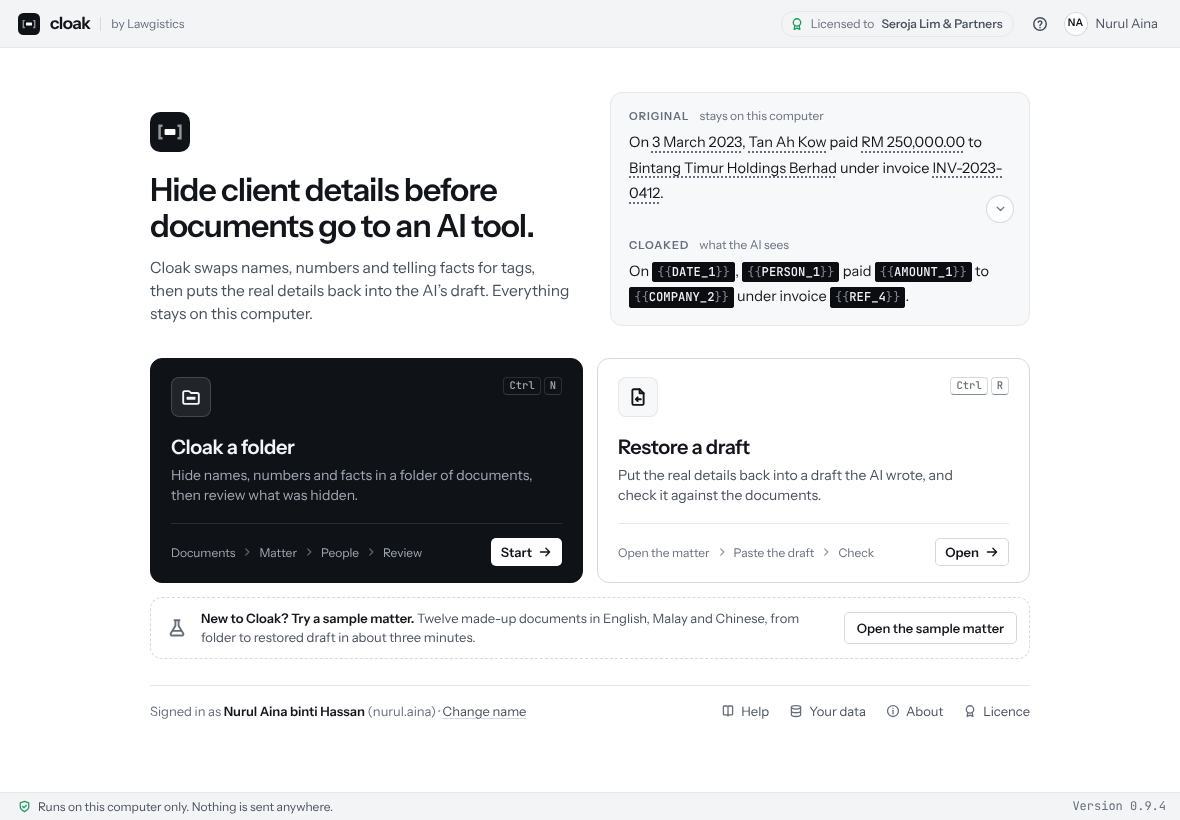 [▪▪] cloak
by Lawgistics
Licensed to Seroja Lim & Partners
NA
Nurul Aina
Hide client details before
documents go to an AI tool.
Cloak swaps names, numbers and telling facts for tags,
then puts the real details back into the AI’s draft. Everything
stays on this computer.
ORIGINAL stays on this computer
On 3 March 2023, Tan Ah Kow paid RM 250,000.00 to
Bintang Timur Holdings Berhad under invoice INV-2023-
0412.
CLOAKED what the AI sees
On {{DATE_1}}, {{PERSON_1}} paid {{AMOUNT_1}} to
{{COMPANY_2}} under invoice {{REF_4}}.
Ctrl N
Cloak a folder
Hide names, numbers and facts in a folder of documents,
then review what was hidden.
Documents > Matter > People > Review
Start →
Ctrl R
Restore a draft
Put the real details back into a draft the AI wrote, and
check it against the documents.
Open the matter > Paste the draft > Check
Open →
New to Cloak? Try a sample matter. Twelve made-up documents in English, Malay and Chinese, from
folder to restored draft in about three minutes.
Open the sample matter
Signed in as Nurul Aina binti Hassan (nurul.aina) · Change name
Help
Your data
About
Licence
Runs on this computer only. Nothing is sent anywhere.
Version 0.9.4